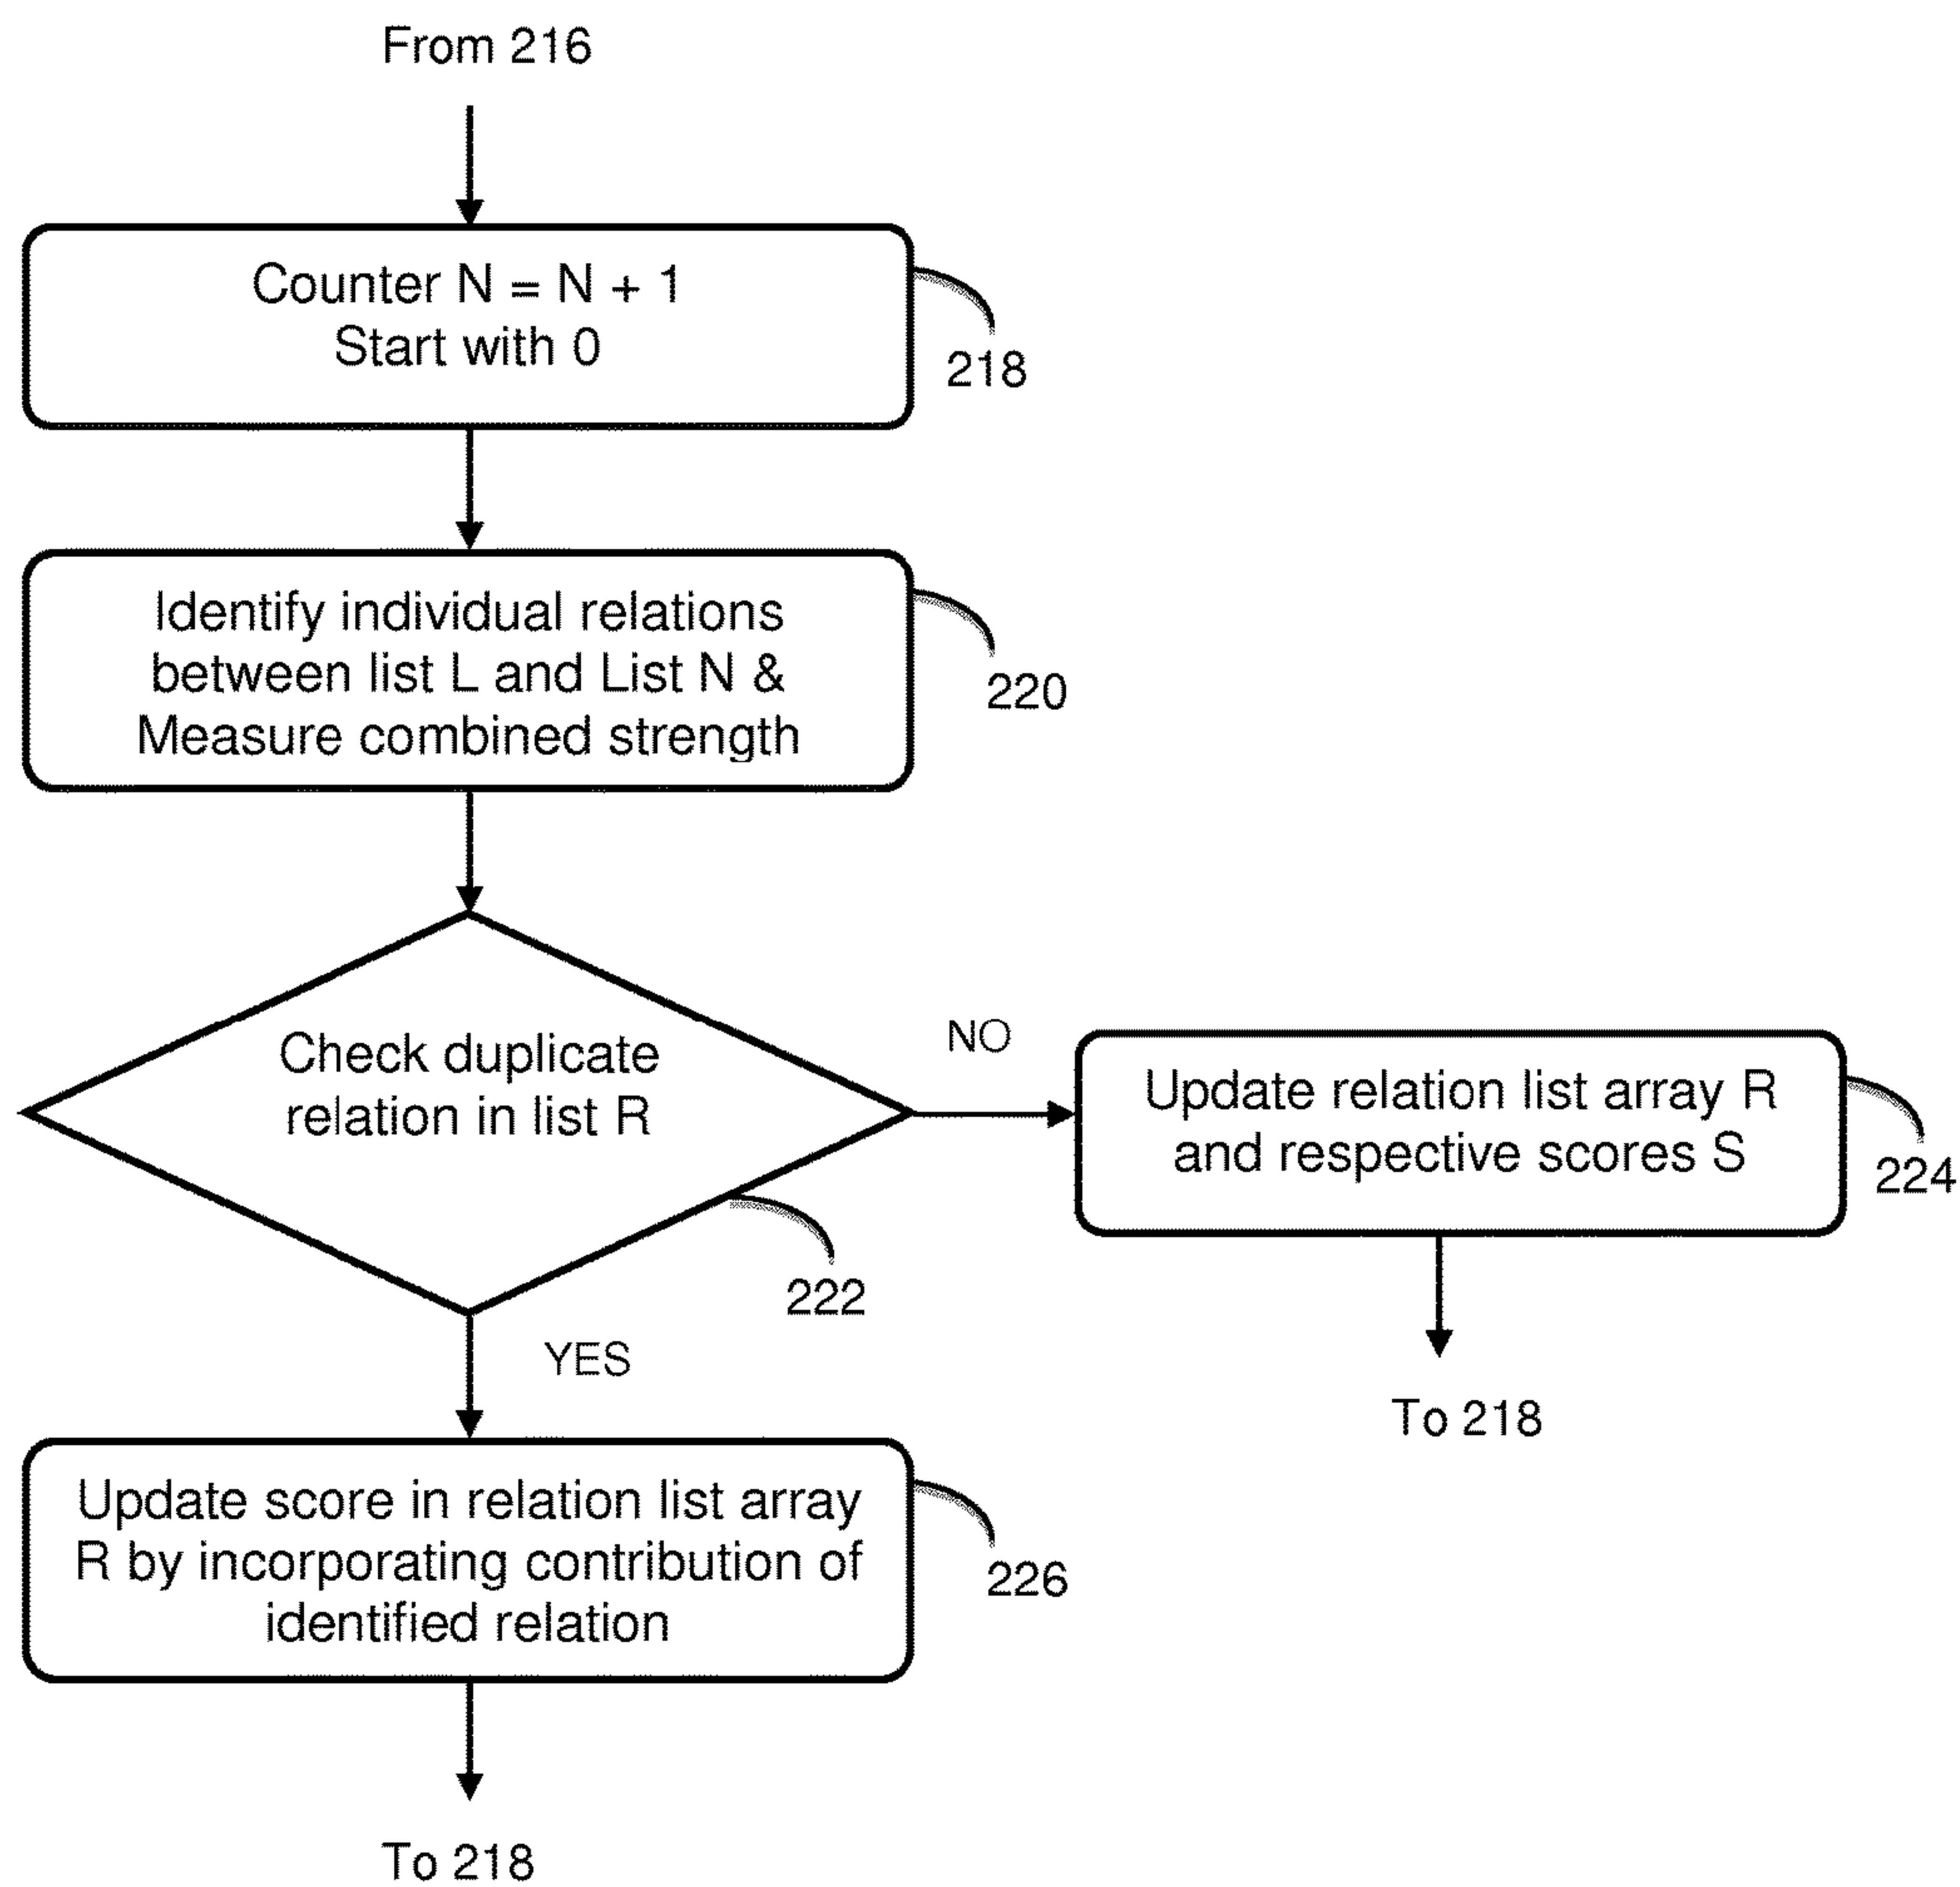 From 216
Counter N = N + 1
Start with 0
218
Identify individual relations
between list L and List N &
Measure combined strength
220
Check duplicate
relation in list R
222
NO
Update relation list array R
and respective scores S
224
To 218
YES
Update score in relation list array
R by incorporating contribution of
identified relation
226
To 218